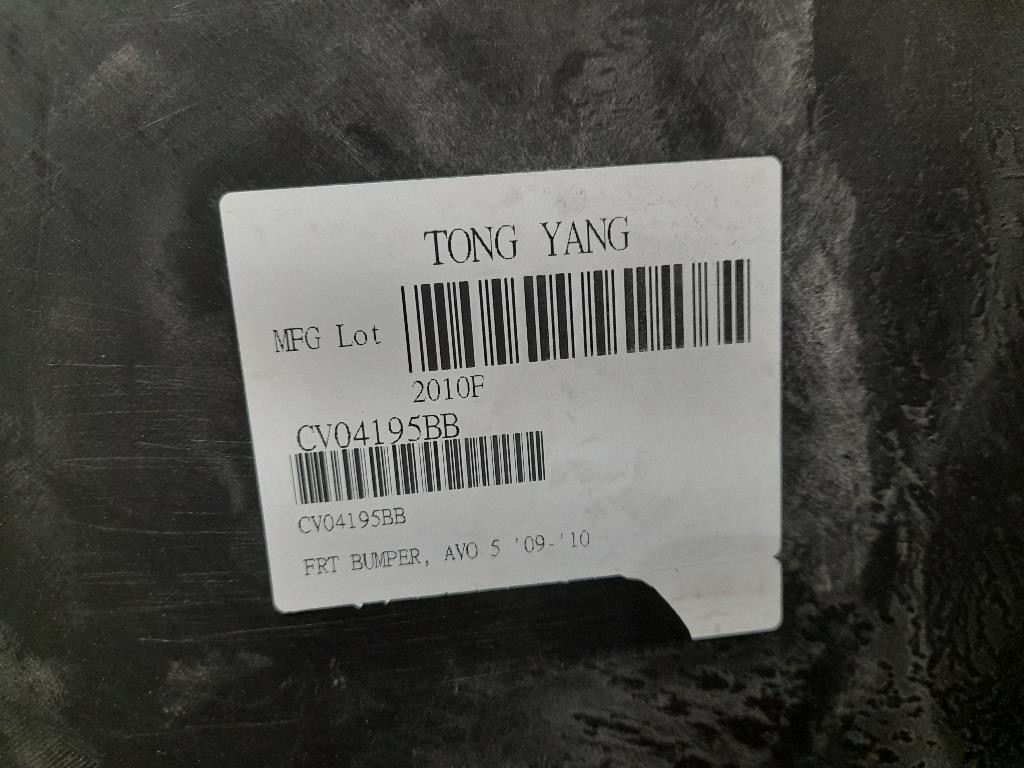 TONG YANG
MFG Lot
2010F
CV04195BB
CV04195BB
FRT BUMPER, AVO 5 '09-'10